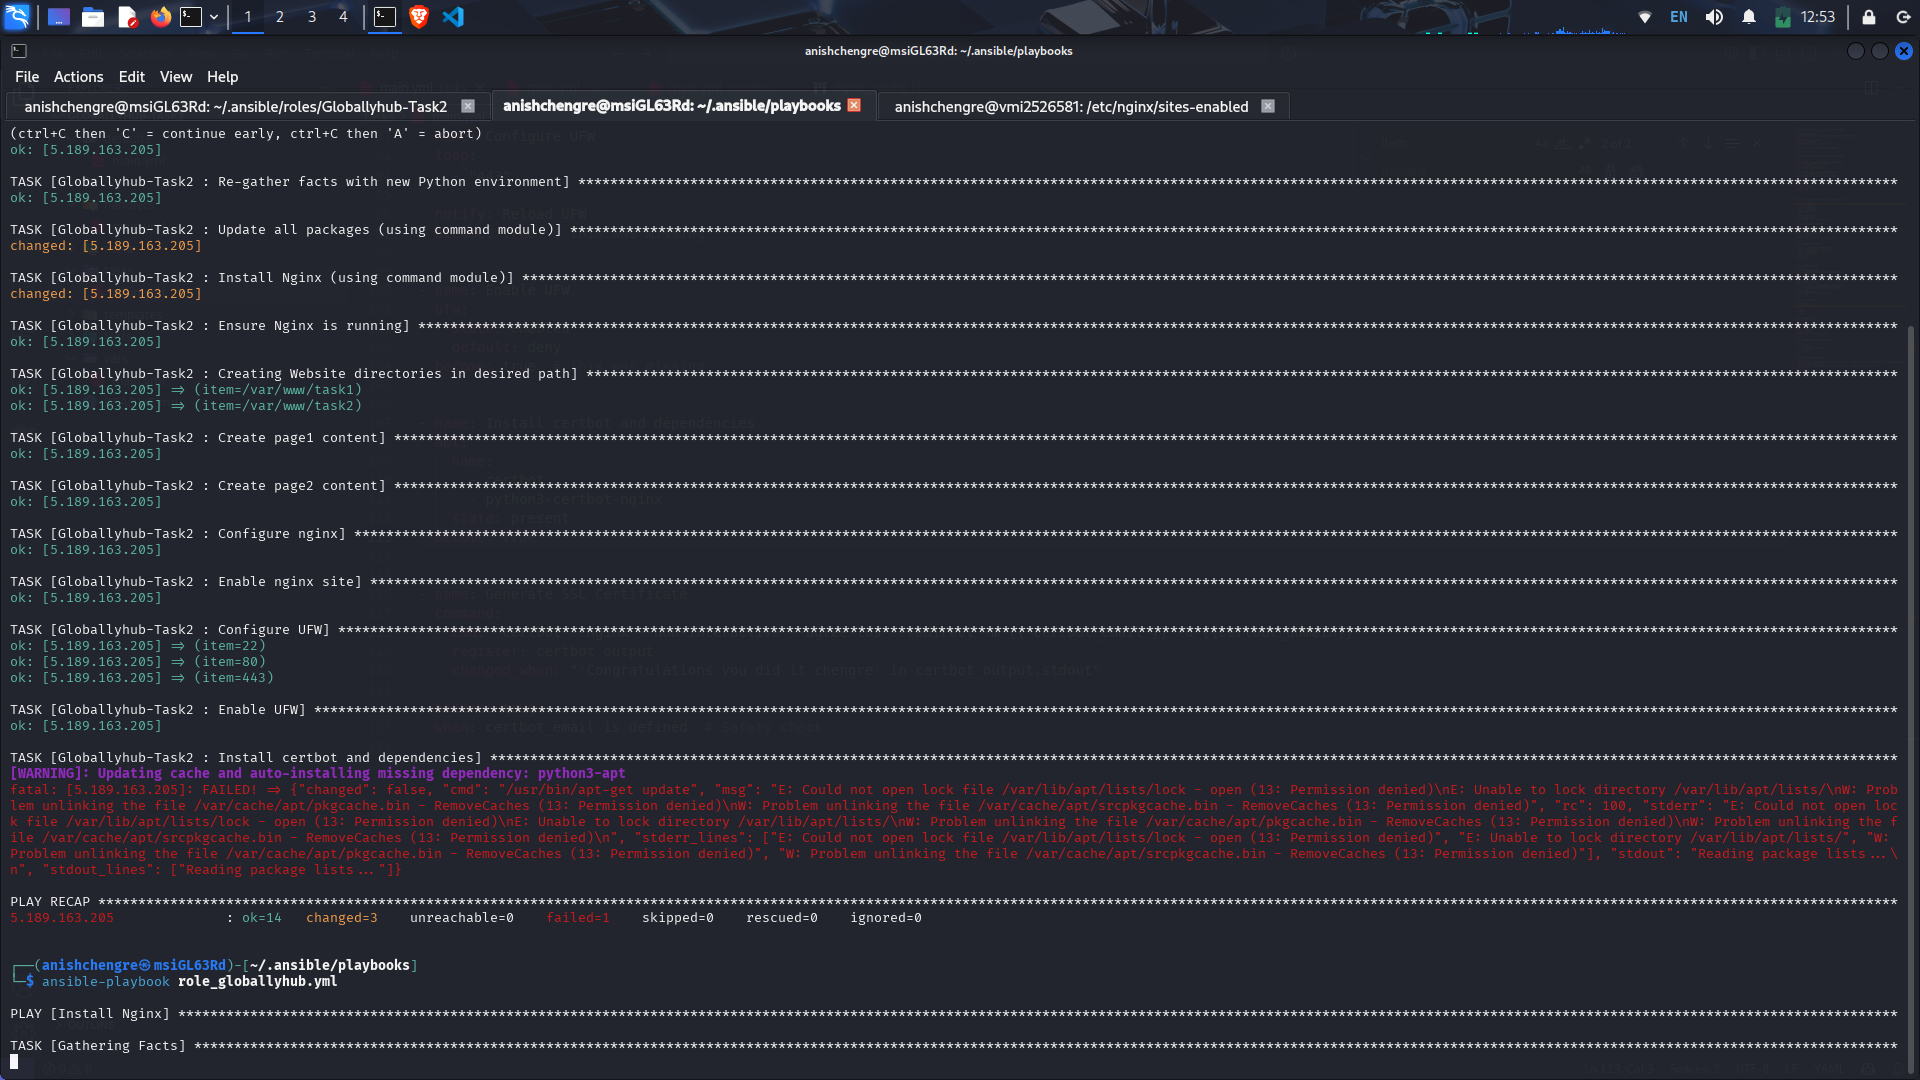 1 2 3 4
EN 12:53
anishchengre@msiGL63Rd: ~/.ansible/playbooks
File Actions Edit View Help
anishchengre@msiGL63Rd: ~/.ansible/roles/Globallyhub-Task2 anishchengre@msiGL63Rd: ~/.ansible/playbooks anishchengre@vmi2526581: /etc/nginx/sites-enabled
(ctrl+C then 'C' = continue early, ctrl+C then 'A' = abort)
ok: [5.189.163.205]
TASK [Globallyhub-Task2 : Re-gather facts with new Python environment] ****
ok: [5.189.163.205]
TASK [Globallyhub-Task2 : Update all packages (using command module)] ****
changed: [5.189.163.205]
TASK [Globallyhub-Task2 : Install Nginx (using command module)] ****
changed: [5.189.163.205]
TASK [Globallyhub-Task2 : Ensure Nginx is running] ****
ok: [5.189.163.205]
TASK [Globallyhub-Task2 : Creating Website directories in desired path] ****
ok: [5.189.163.205] => (item=/var/www/task1)
ok: [5.189.163.205] => (item=/var/www/task2)
TASK [Globallyhub-Task2 : Create page1 content] ****
ok: [5.189.163.205]
TASK [Globallyhub-Task2 : Create page2 content] ****
ok: [5.189.163.205]
TASK [Globallyhub-Task2 : Configure nginx] ****
ok: [5.189.163.205]
TASK [Globallyhub-Task2 : Enable nginx site] ****
ok: [5.189.163.205]
TASK [Globallyhub-Task2 : Configure UFW] ****
ok: [5.189.163.205] => (item=22)
ok: [5.189.163.205] => (item=80)
ok: [5.189.163.205] => (item=443)
TASK [Globallyhub-Task2 : Enable UFW] ****
ok: [5.189.163.205]
TASK [Globallyhub-Task2 : Install certbot and dependencies] ****
[WARNING]: Updating cache and auto-installing missing dependency: python3-apt
fatal: [5.189.163.205]: FAILED! => {"changed": false, "cmd": "/usr/bin/apt-get update", "msg": "E: Could not open lock file /var/lib/apt/lists/lock - open (13: Permission denied)\nE: Unable to lock directory /var/lib/apt/lists/\nW: Prob
lem unlinking the file /var/cache/apt/pkgcache.bin - RemoveCaches (13: Permission denied)\nW: Problem unlinking the file /var/cache/apt/srcpkgcache.bin - RemoveCaches (13: Permission denied)", "rc": 100, "stderr": "E: Could not open loc
k file /var/lib/apt/lists/lock - open (13: Permission denied)\nE: Unable to lock directory /var/lib/apt/lists/\nW: Problem unlinking the file /var/cache/apt/pkgcache.bin - RemoveCaches (13: Permission denied)\nW: Problem unlinking the f
ile /var/cache/apt/srcpkgcache.bin - RemoveCaches (13: Permission denied)\n", "stderr_lines": ["E: Could not open lock file /var/lib/apt/lists/lock - open (13: Permission denied)", "E: Unable to lock directory /var/lib/apt/lists/", "W:
Problem unlinking the file /var/cache/apt/pkgcache.bin - RemoveCaches (13: Permission denied)", "W: Problem unlinking the file /var/cache/apt/srcpkgcache.bin - RemoveCaches (13: Permission denied)"], "stdout": "Reading package lists...\
n", "stdout_lines": ["Reading package lists..."]}
PLAY RECAP ****
5.189.163.205 : ok=14 changed=3 unreachable=0 failed=1 skipped=0 rescued=0 ignored=0
┌──(anishchengre㉿msiGL63Rd)-[~/.ansible/playbooks]
└─$ ansible-playbook role_globallyhub.yml
PLAY [Install Nginx] ****
TASK [Gathering Facts] ****